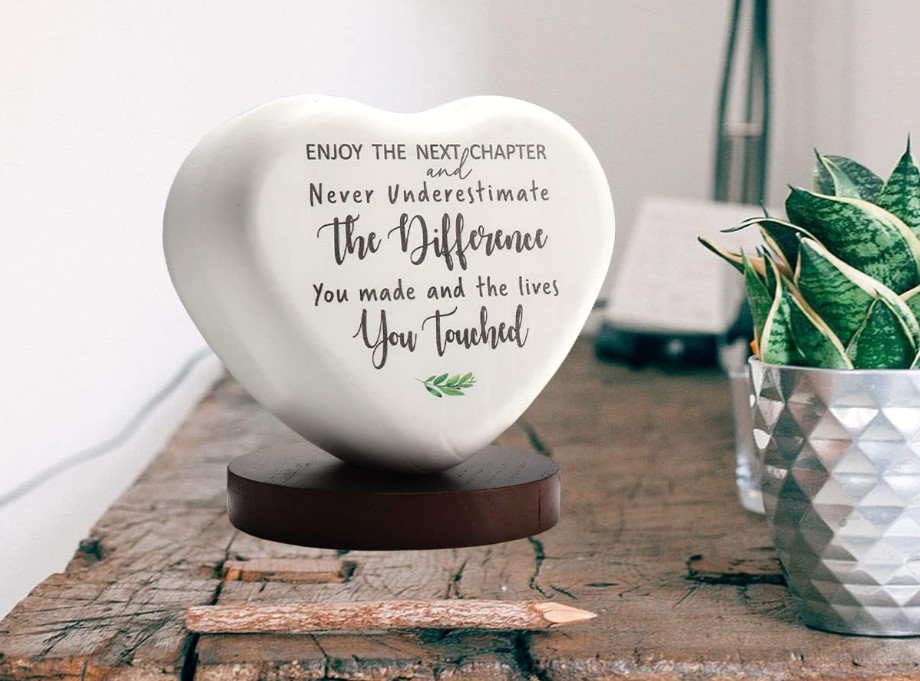 ENJOY THE NEXT CHAPTER
and
Never Underestimate
The Difference
You made and the lives
You Touched